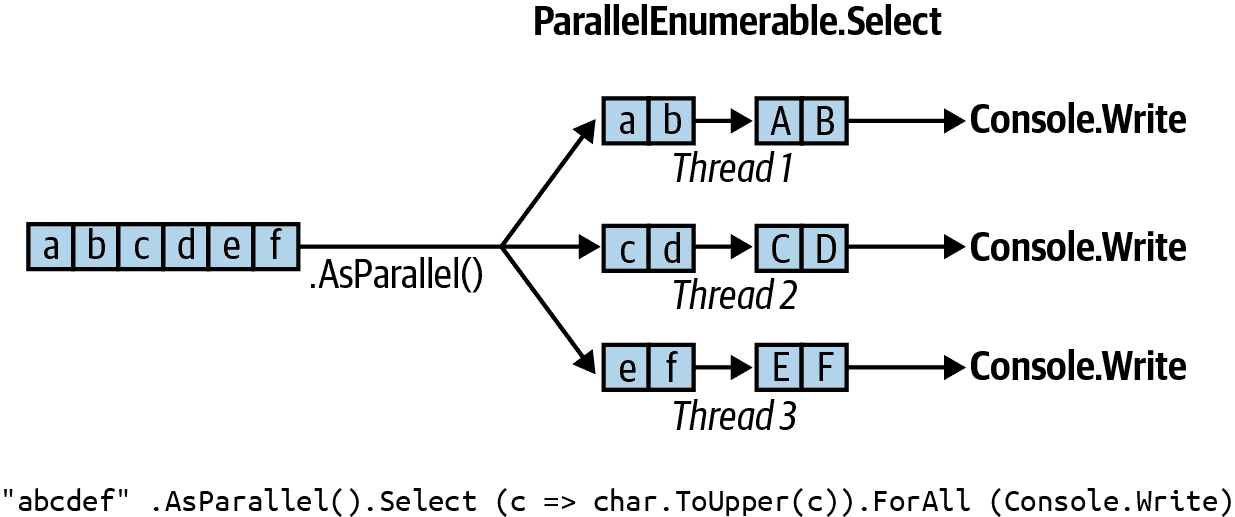 ParallelEnumerable.Select
a b A B Console.Write
Thread 1
a b c d e f c d C D Console.Write
.AsParallel() Thread 2
e f E F Console.Write
Thread 3
"abcdef" .AsParallel().Select (c => char.ToUpper(c)).ForAll (Console.Write)